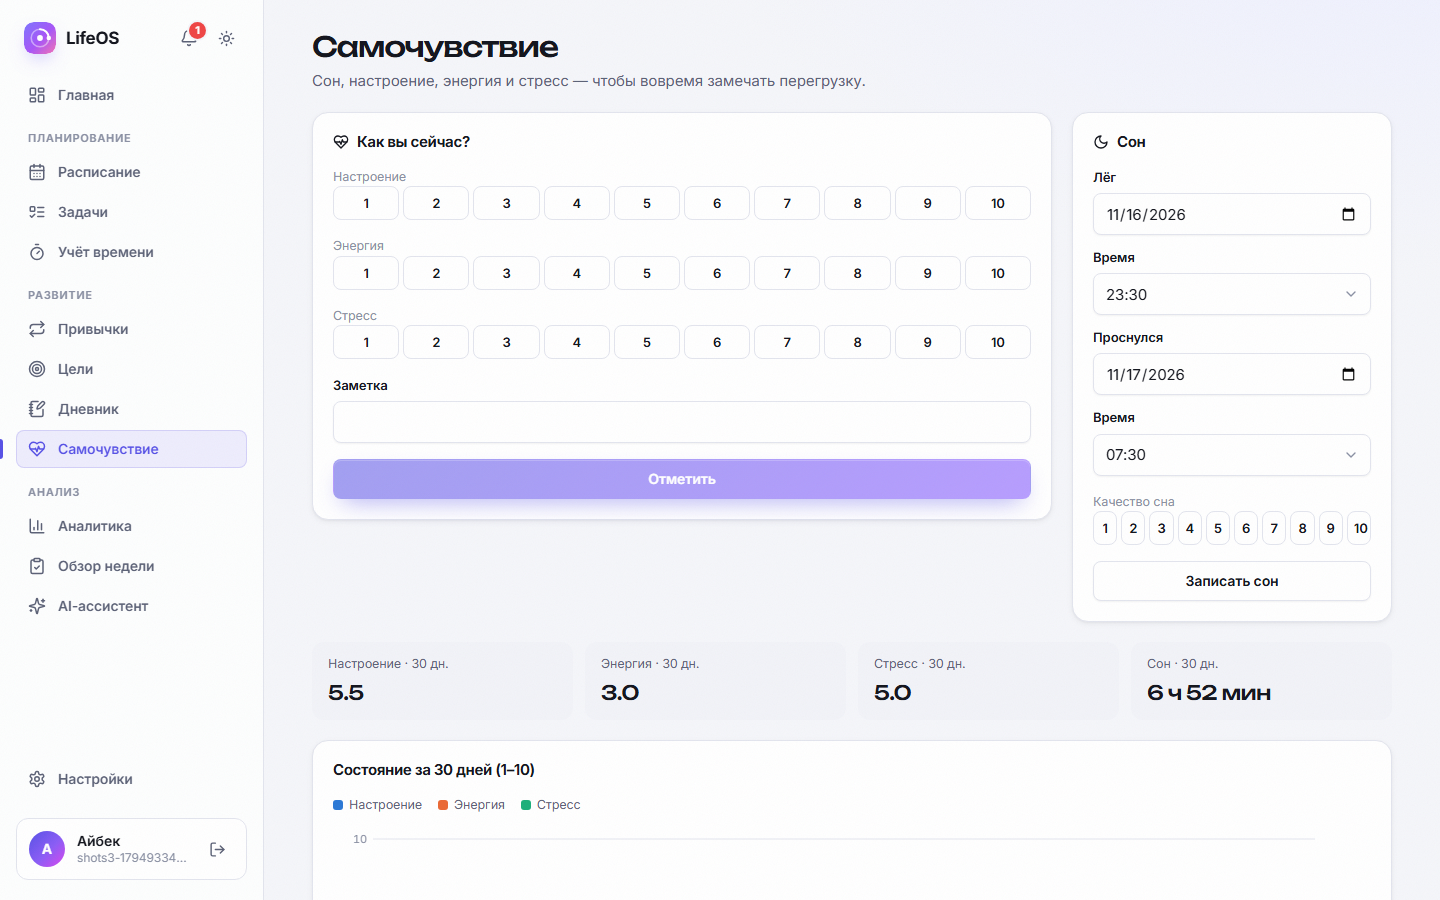 LifeOS
1
Главная
ПЛАНИРОВАНИЕ
Расписание
Задачи
Учёт времени
РАЗВИТИЕ
Привычки
Цели
Дневник
Самочувствие
АНАЛИЗ
Аналитика
Обзор недели
AI-ассистент
Настройки
A
Айбек
shots3-17949334...
Самочувствие
Сон, настроение, энергия и стресс — чтобы вовремя замечать перегрузку.
Как вы сейчас?
Настроение
1 2 3 4 5 6 7 8 9 10
Энергия
1 2 3 4 5 6 7 8 9 10
Стресс
1 2 3 4 5 6 7 8 9 10
Заметка
Отметить
Сон
Лёг
11/16/2026
Время
23:30
Проснулся
11/17/2026
Время
07:30
Качество сна
1 2 3 4 5 6 7 8 9 10
Записать сон
Настроение · 30 дн.
5.5
Энергия · 30 дн.
3.0
Стресс · 30 дн.
5.0
Сон · 30 дн.
6 ч 52 мин
Состояние за 30 дней (1–10)
Настроение Энергия Стресс
10